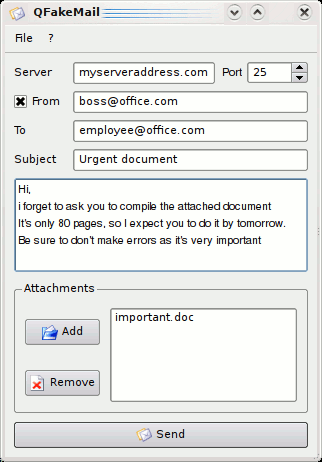 QFakeMail
File ?
Server myserveraddress.com Port 25
From boss@office.com
To employee@office.com
Subject Urgent document
Hi,
i forget to ask you to compile the attached document
It's only 80 pages, so I expect you to do it by tomorrow.
Be sure to don't make errors as it's very important
Attachments
Add
important.doc
Remove
Send